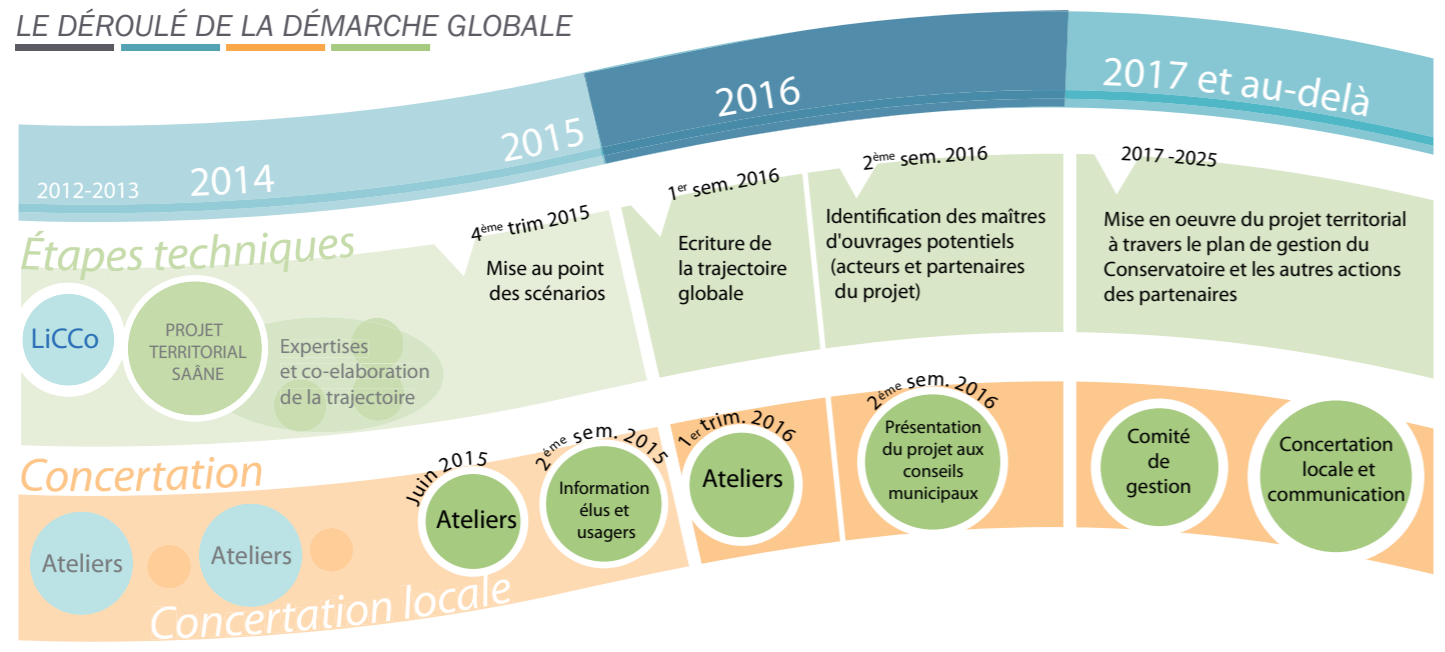 LE DÉROULÉ DE LA DÉMARCHE GLOBALE
2012-2013
2014
2015
2016
2017 et au-delà
Étapes techniques
LiCCo
PROJET
TERRITORIAL
SAÂNE
Expertises
et co-elaboration
de la trajectoire
4ème trim 2015
Mise au point
des scénarios
1er sem. 2016
Ecriture de
la trajectoire
globale
2ème sem. 2016
Identification des maîtres
d'ouvrages potentiels
(acteurs et partenaires
du projet)
2017 -2025
Mise en oeuvre du projet territorial
à travers le plan de gestion du
Conservatoire et les autres actions
des partenaires
Concertation
Ateliers
Ateliers
Concertation locale
Juin 2015
Ateliers
2ème sem. 2015
Information
élus et
usagers
1er trim. 2016
Ateliers
2ème sem. 2016
Présentation
du projet aux
conseils
municipaux
Comité
de
gestion
Concertation
locale et
communication